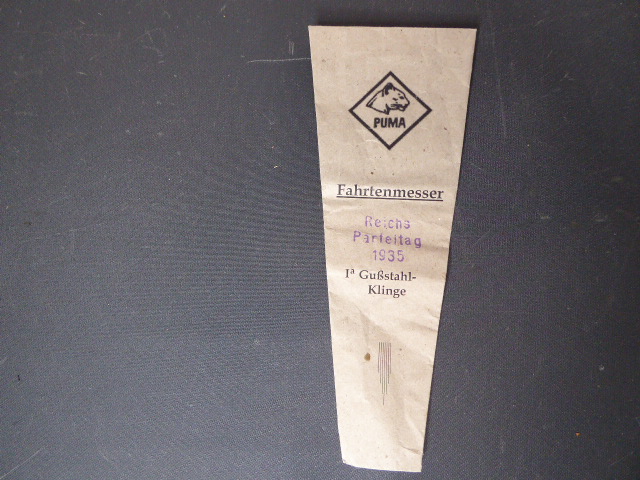 PUMA
Fahrtenmesser
Reichs
Parteitag
1935
Iª Gußstahl-
Klinge